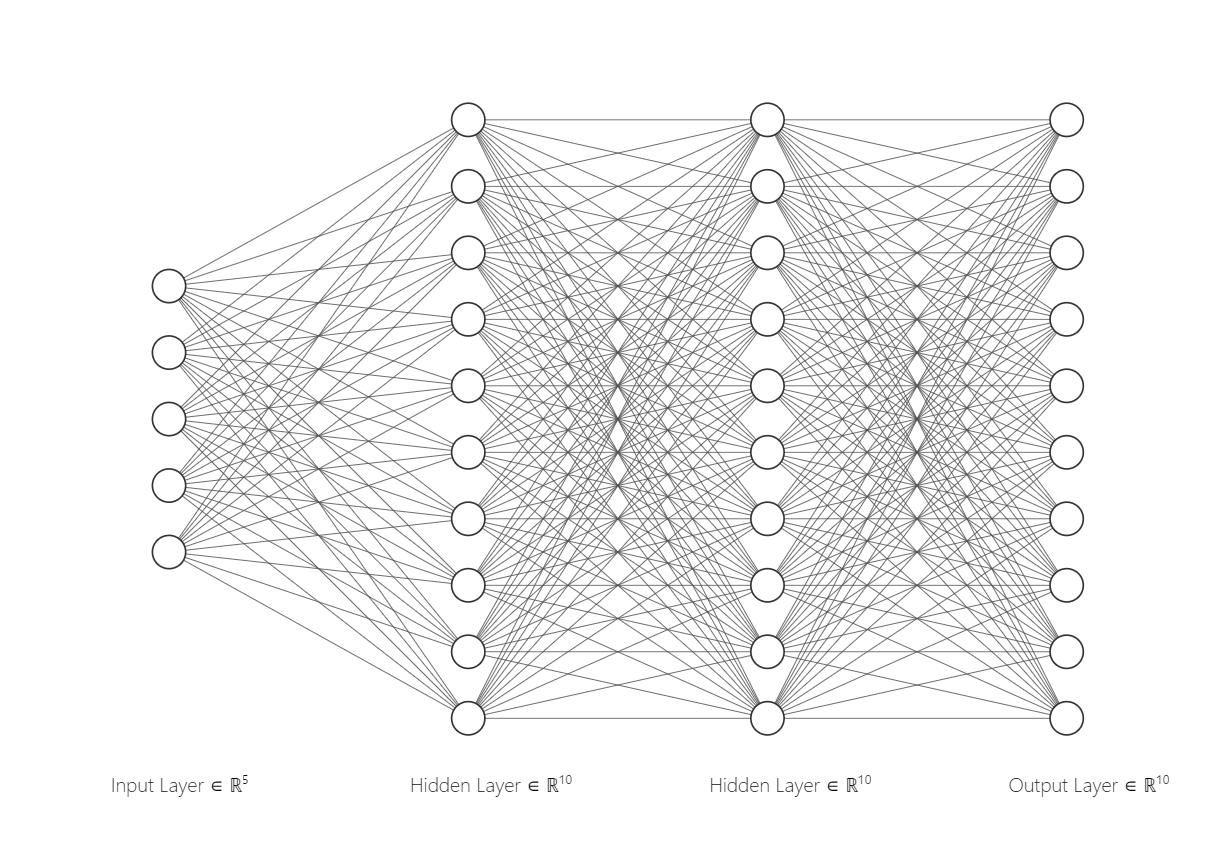 Input Layer ∈ ℝ⁵
Hidden Layer ∈ ℝ¹⁰
Hidden Layer ∈ ℝ¹⁰
Output Layer ∈ ℝ¹⁰